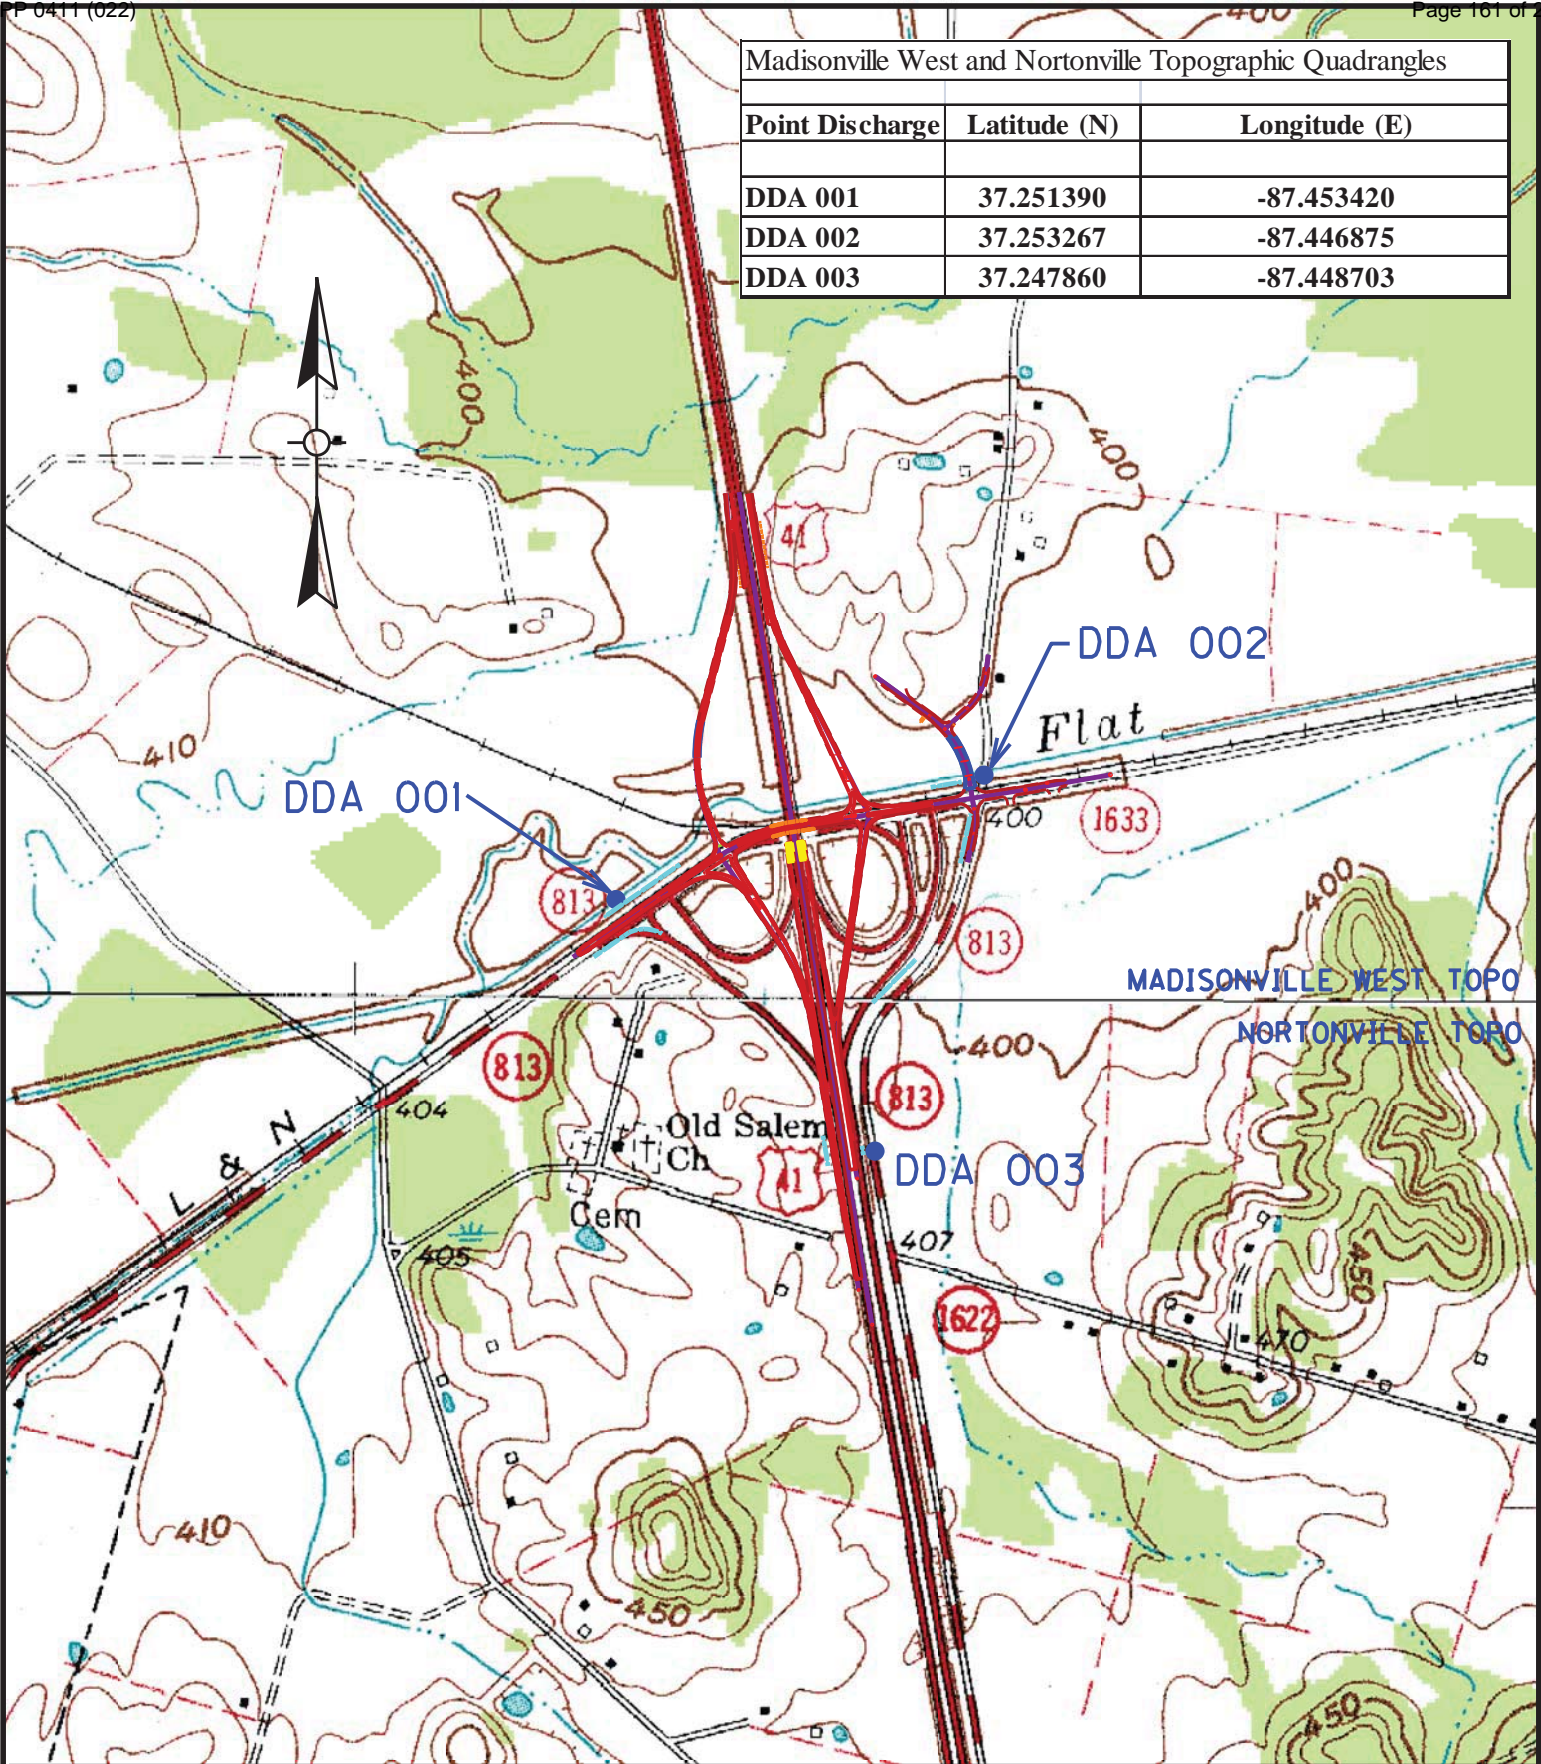 PP 0411 (022)
Page 161 of 2
400
Madisonville West and Nortonville Topographic Quadrangles
Point Discharge Latitude (N) Longitude (E)
DDA 001 37.251390 -87.453420
DDA 002 37.253267 -87.446875
DDA 003 37.247860 -87.448703
400
400
41
DDA 002
Flat
410
DDA 001
400
1633
813
400
813
MADISONVILLE WEST TOPO
NORTONVILLE TOPO
400
813
813
404
L & N
Old Salem
Ch
41
DDA 003
Cem
407
405
450
1622
470
410
450
450